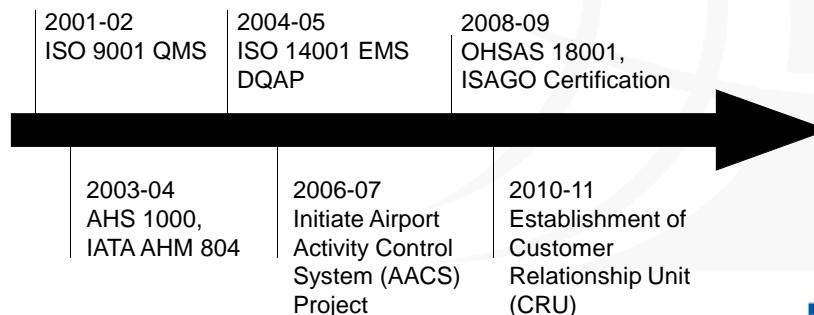 2001-02
ISO 9001 QMS
2004-05
ISO 14001 EMS
DQAP
2008-09
OHSAS 18001,
ISAGO Certification
2003-04
AHS 1000,
IATA AHM 804
2006-07
Initiate Airport
Activity Control
System (AACS)
Project
2010-11
Establishment of
Customer
Relationship Unit
(CRU)